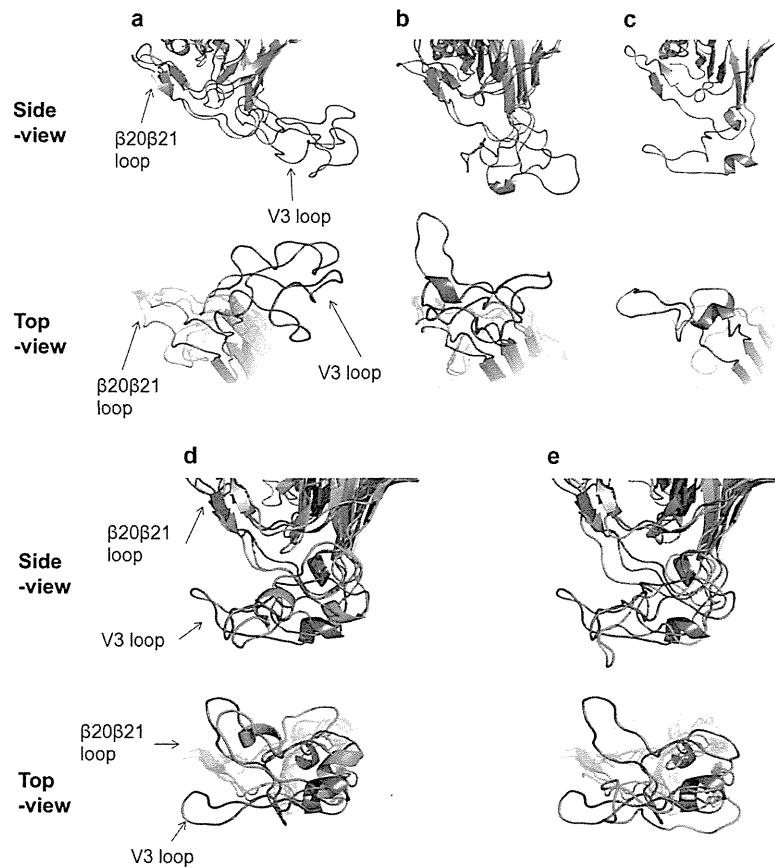 a
b
c
Side
-view
β20β21
loop
V3 loop
Top
-view
β20β21
loop
V3 loop
d
e
Side
-view
β20β21
loop
V3 loop
Top
-view
β20β21
loop
V3 loop